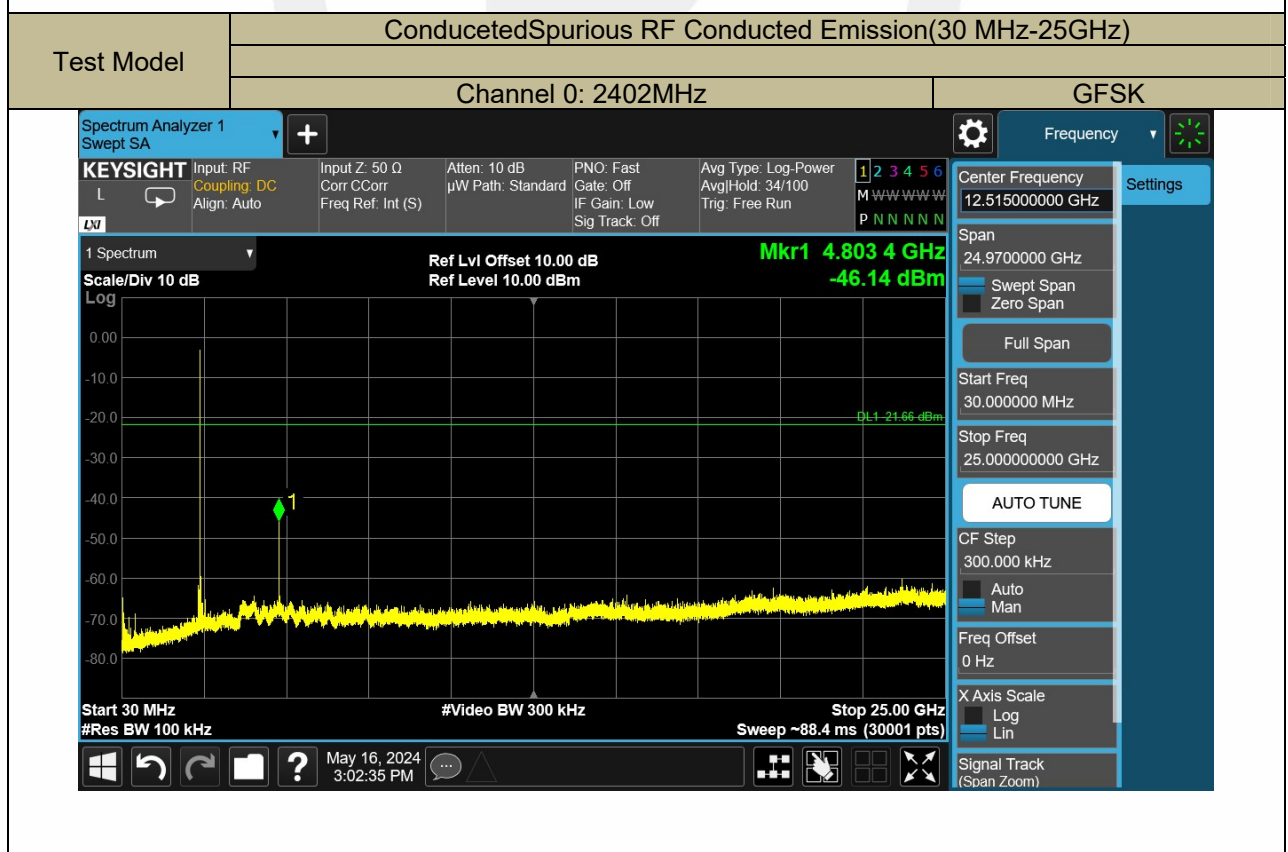 ConducetedSpurious RF Conducted Emission(30 MHz-25GHz)
Test Model
Channel 0: 2402MHz
GFSK
Spectrum Analyzer 1
Swept SA
+
Frequency
KEYSIGHT
L
LXI
Input: RF
Coupling: DC
Align: Auto
Input Z: 50 Ω
Corr CCorr
Freq Ref: Int (S)
Atten: 10 dB
µW Path: Standard
PNO: Fast
Gate: Off
IF Gain: Low
Sig Track: Off
Avg Type: Log-Power
Avg|Hold: 34/100
Trig: Free Run
1 2 3 4 5 6
M W W W W W
P N N N N N
Center Frequency
12.515000000 GHz
Settings
1 Spectrum
Scale/Div 10 dB
Log
Ref Lvl Offset 10.00 dB
Ref Level 10.00 dBm
Mkr1 4.803 4 GHz
-46.14 dBm
Span
24.9700000 GHz
Swept Span
Zero Span
Full Span
Start Freq
30.000000 MHz
Stop Freq
25.000000000 GHz
AUTO TUNE
CF Step
300.000 kHz
Auto
Man
Freq Offset
0 Hz
X Axis Scale
Log
Lin
Signal Track
(Span Zoom)
0.00
-10.0
-20.0
-30.0
-40.0
-50.0
-60.0
-70.0
-80.0
DL1 -21.66 dBm
1
Start 30 MHz
#Res BW 100 kHz
#Video BW 300 kHz
Stop 25.00 GHz
Sweep ~88.4 ms (30001 pts)
?
May 16, 2024
3:02:35 PM